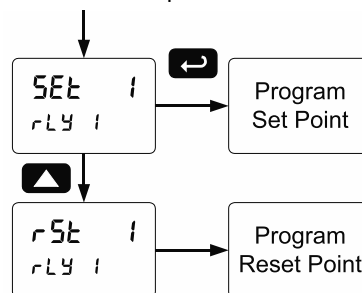 SEt 1
rLY 1
Program
Set Point
rSt 1
rLY 1
Program
Reset Point